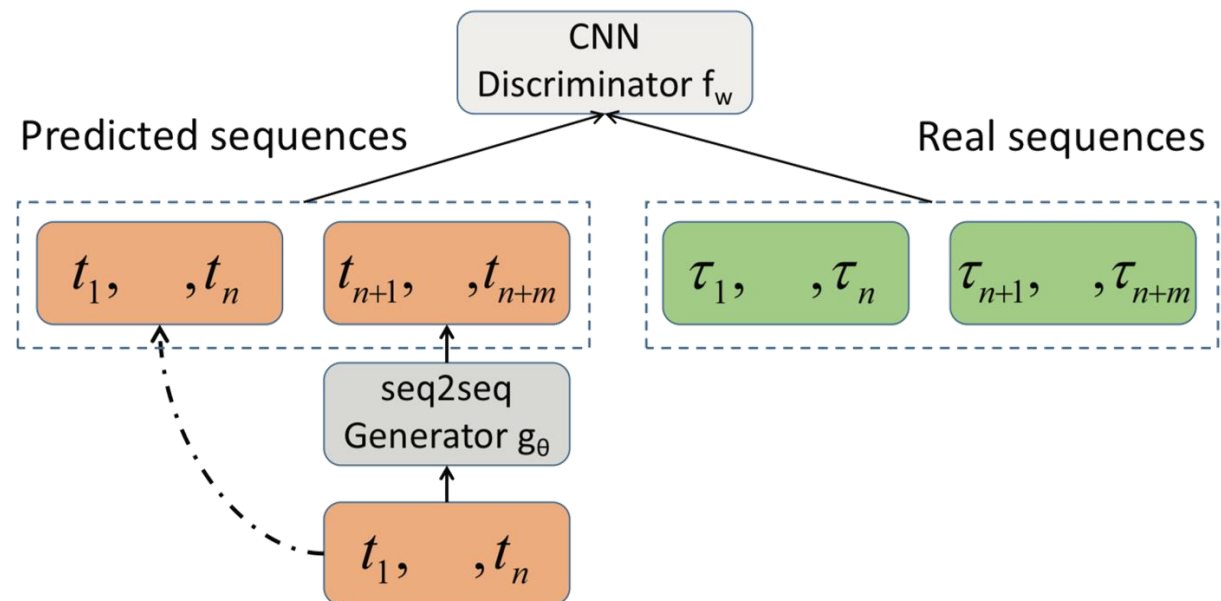 CNN
Discriminator f_w
Predicted sequences
Real sequences
t_1, ,t_n
t_{n+1}, ,t_{n+m}
τ_1, ,τ_n
τ_{n+1}, ,τ_{n+m}
seq2seq
Generator g_θ
t_1, ,t_n